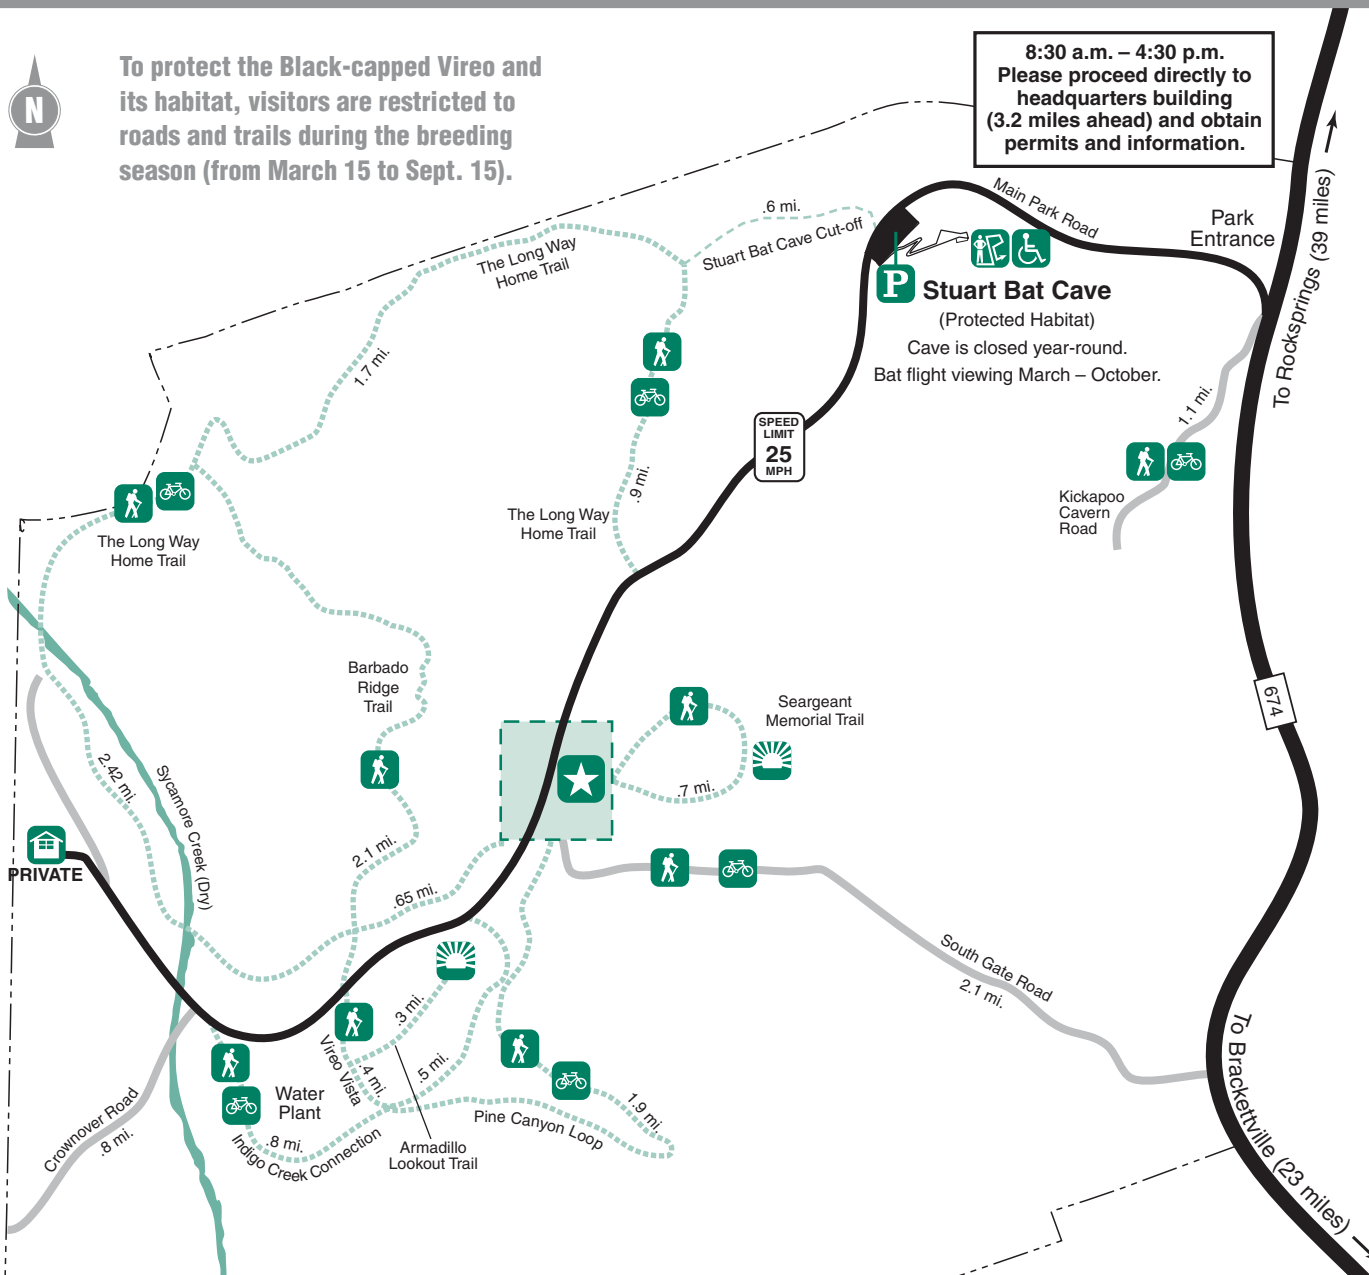 N
To protect the Black-capped Vireo and
its habitat, visitors are restricted to
roads and trails during the breeding
season (from March 15 to Sept. 15).
8:30 a.m. – 4:30 p.m.
Please proceed directly to
headquarters building
(3.2 miles ahead) and obtain
permits and information.
To Rocksprings (39 miles)
Main Park Road
Park
Entrance
.6 mi.
Stuart Bat Cave Cut-off
The Long Way
Home Trail
P
Stuart Bat Cave
(Protected Habitat)
Cave is closed year-round.
Bat flight viewing March – October.
1.7 mi.
1.1 mi.
SPEED
LIMIT
25
MPH
.9 mi.
Kickapoo
Cavern
Road
The Long Way
Home Trail
The Long Way
Home Trail
Barbado
Ridge
Trail
Seargeant
Memorial Trail
674
.7 mi.
2.42 mi.
Sycamore Creek (Dry)
PRIVATE
2.1 mi.
.65 mi.
South Gate Road
2.1 mi.
.3 mi.
Vireo Vista
.4 mi.
.5 mi.
To Brackettville (23 miles)
Water
Plant
Crownover Road
.8 mi.
.8 mi.
Indigo Creek Connection
Armadillo
Lookout Trail
Pine Canyon Loop
1.9 mi.